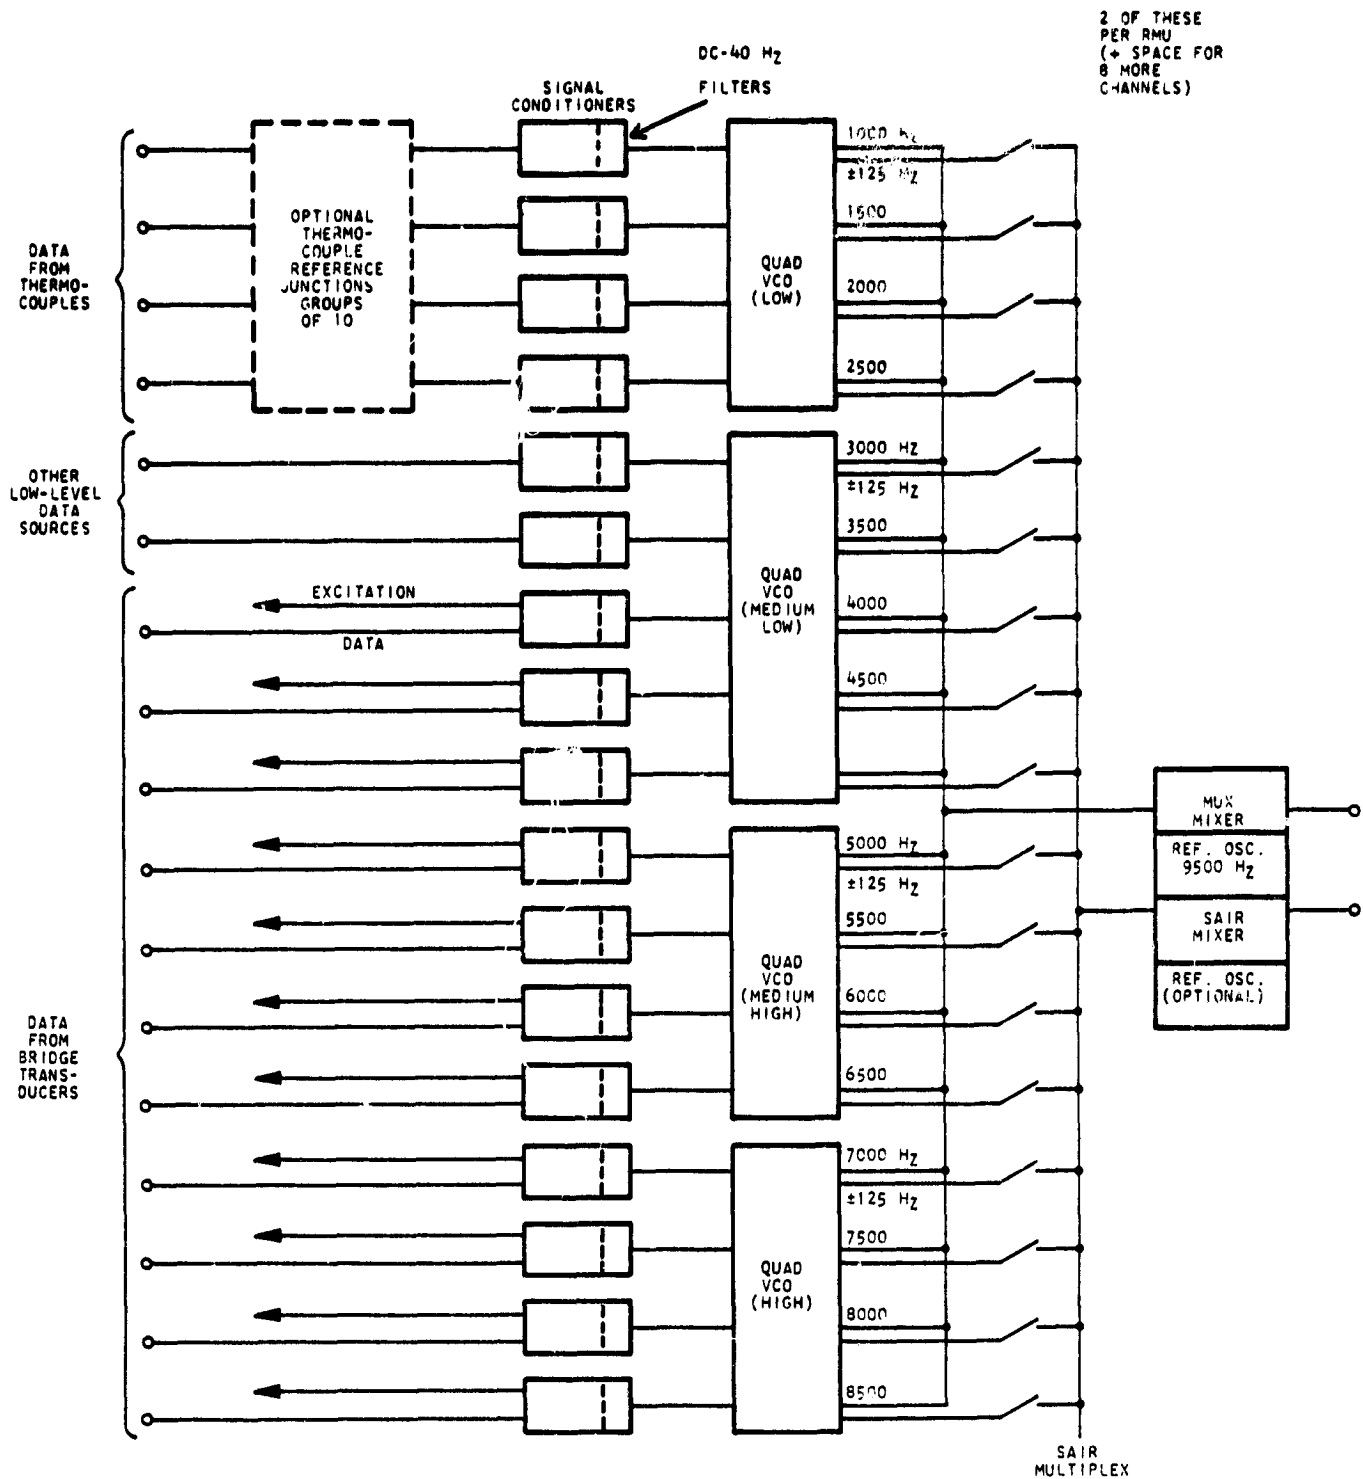 2 OF THESE
PER RMU
(+ SPACE FOR
8 MORE
CHANNELS)
DC-40 Hz
FILTERS
SIGNAL
CONDITIONERS
DATA
FROM
THERMO-
COUPLES
OPTIONAL
THERMO-
COUPLE
REFERENCE
JUNCTIONS
GROUPS
OF 10
QUAD
VCO
(LOW)
1000 Hz
±125 Hz
1500
2000
2500
OTHER
LOW-LEVEL
DATA
SOURCES
EXCITATION
DATA
QUAD
VCO
(MEDIUM
LOW)
3000 Hz
±125 Hz
3500
4000
4500
DATA
FROM
BRIDGE
TRANS-
DUCERS
QUAD
VCO
(MEDIUM
HIGH)
5000 Hz
±125 Hz
5500
6000
6500
QUAD
VCO
(HIGH)
7000 Hz
±125 Hz
7500
8000
8500
MUX
MIXER
REF. OSC.
9500 Hz
SAIR
MIXER
REF. OSC.
(OPTIONAL)
SAIR
MULTIPLEX